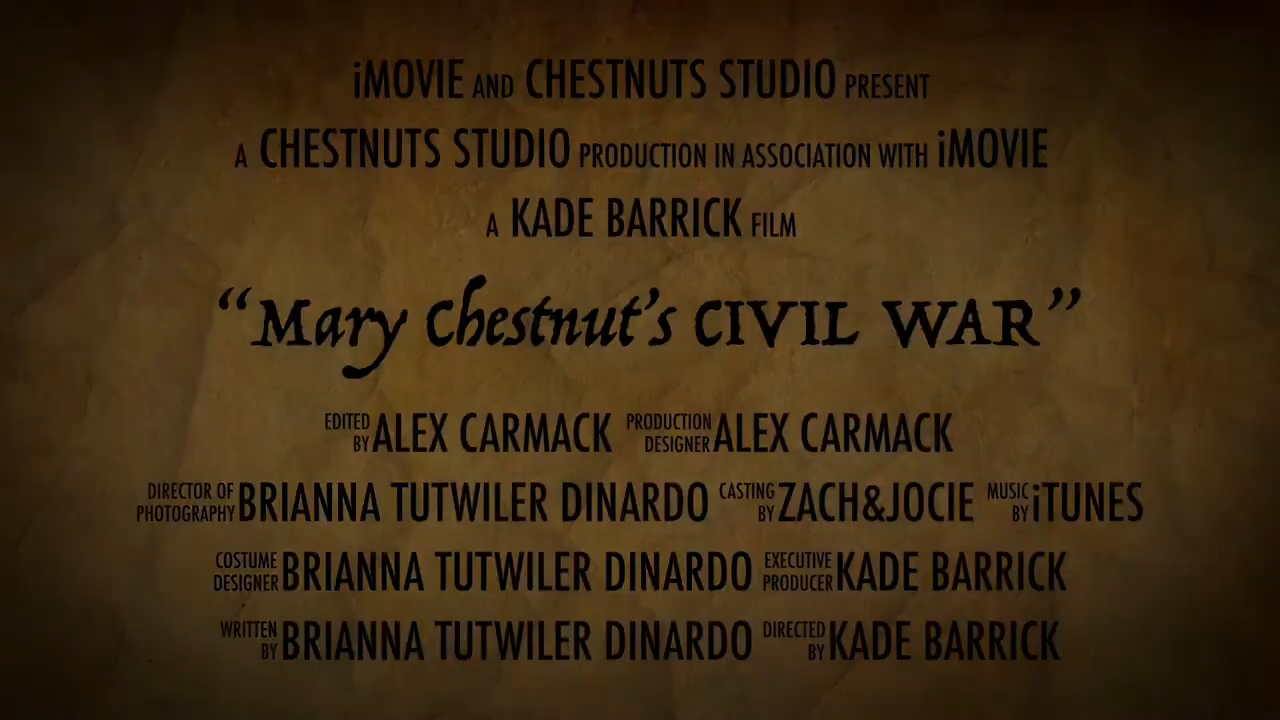 iMOVIE AND CHESTNUTS STUDIO PRESENT
A CHESTNUTS STUDIO PRODUCTION IN ASSOCIATION WITH iMOVIE
A KADE BARRICK FILM
“Mary Chestnut’s CIVIL WAR”
EDITED BY ALEX CARMACK PRODUCTION DESIGNER ALEX CARMACK
DIRECTOR OF PHOTOGRAPHY BRIANNA TUTWILER DINARDO CASTING BY ZACH&JOCIE MUSIC BY iTUNES
COSTUME DESIGNER BRIANNA TUTWILER DINARDO EXECUTIVE PRODUCER KADE BARRICK
WRITTEN BY BRIANNA TUTWILER DINARDO DIRECTED BY KADE BARRICK